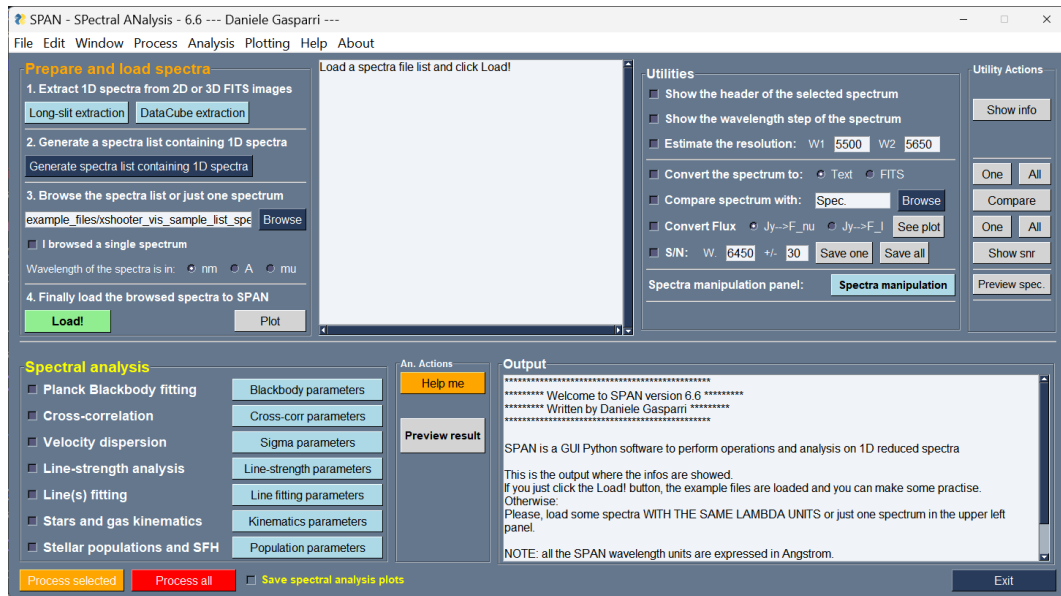 SPAN - SPectral ANalysis - 6.6 --- Daniele Gasparri ---
File Edit Window Process Analysis Plotting Help About
Prepare and load spectra
1. Extract 1D spectra from 2D or 3D FITS images
Long-slit extraction DataCube extraction
2. Generate a spectra list containing 1D spectra
Generate spectra list containing 1D spectra
3. Browse the spectra list or just one spectrum
example_files/xshooter_vis_sample_list_spe Browse
I browsed a single spectrum
Wavelength of the spectra is in: nm A mu
4. Finally load the browsed spectra to SPAN
Load! Plot
Load a spectra file list and click Load!
Utilities
Show the header of the selected spectrum
Show the wavelength step of the spectrum
Estimate the resolution: W1 5500 W2 5650
Convert the spectrum to: Text FITS
Compare spectrum with: Spec. Browse
Convert Flux Jy-->F_nu Jy-->F_l See plot
S/N: W. 6450 +/- 30 Save one Save all
Spectra manipulation panel: Spectra manipulation
Utility Actions
Show info
One All
Compare
One All
Show snr
Preview spec.
Spectral analysis
Planck Blackbody fitting Blackbody parameters
Cross-correlation Cross-corr parameters
Velocity dispersion Sigma parameters
Line-strength analysis Line-strength parameters
Line(s) fitting Line fitting parameters
Stars and gas kinematics Kinematics parameters
Stellar populations and SFH Population parameters
An. Actions
Help me
Preview result
Output
***********************************************
********* Welcome to SPAN version 6.6 *********
********* Written by Daniele Gasparri *********
***********************************************
SPAN is a GUI Python software to perform operations and analysis on 1D reduced spectra
This is the output where the infos are showed.
If you just click the Load! button, the example files are loaded and you can make some practise.
Otherwise:
Please, load some spectra WITH THE SAME LAMBDA UNITS or just one spectrum in the upper left
panel.
NOTE: all the SPAN wavelength units are expressed in Angstrom.
Process selected Process all Save spectral analysis plots Exit